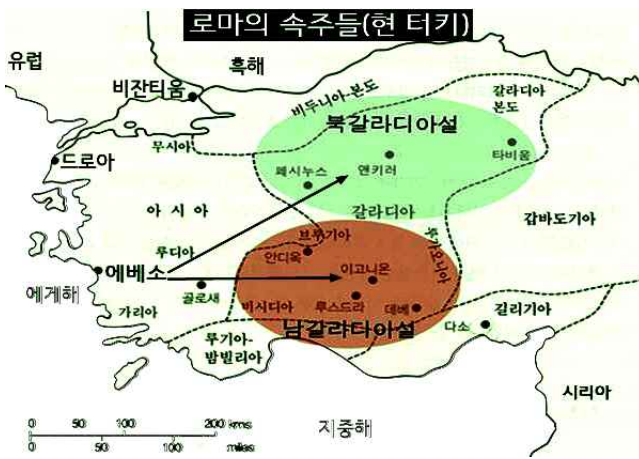 로마의 속주들(현 터키)
유럽
흑해
비잔티움
비두니아-본도
갈라디아
본도
북갈라디아설
무시아
드로아
앤키러
타비움
페시누스
아시아
갈라디아
갑바도기아
브루기아
루디아
안디옥
이고니온
루가오니아
에베소
에게해
골로새
가리아
비시디아
루스드라
데베
길리기아
남갈라디아설
다소
루기아-
밤빌리아
시리아
지중해
0 50 100 200 kms
0 50 100 miles